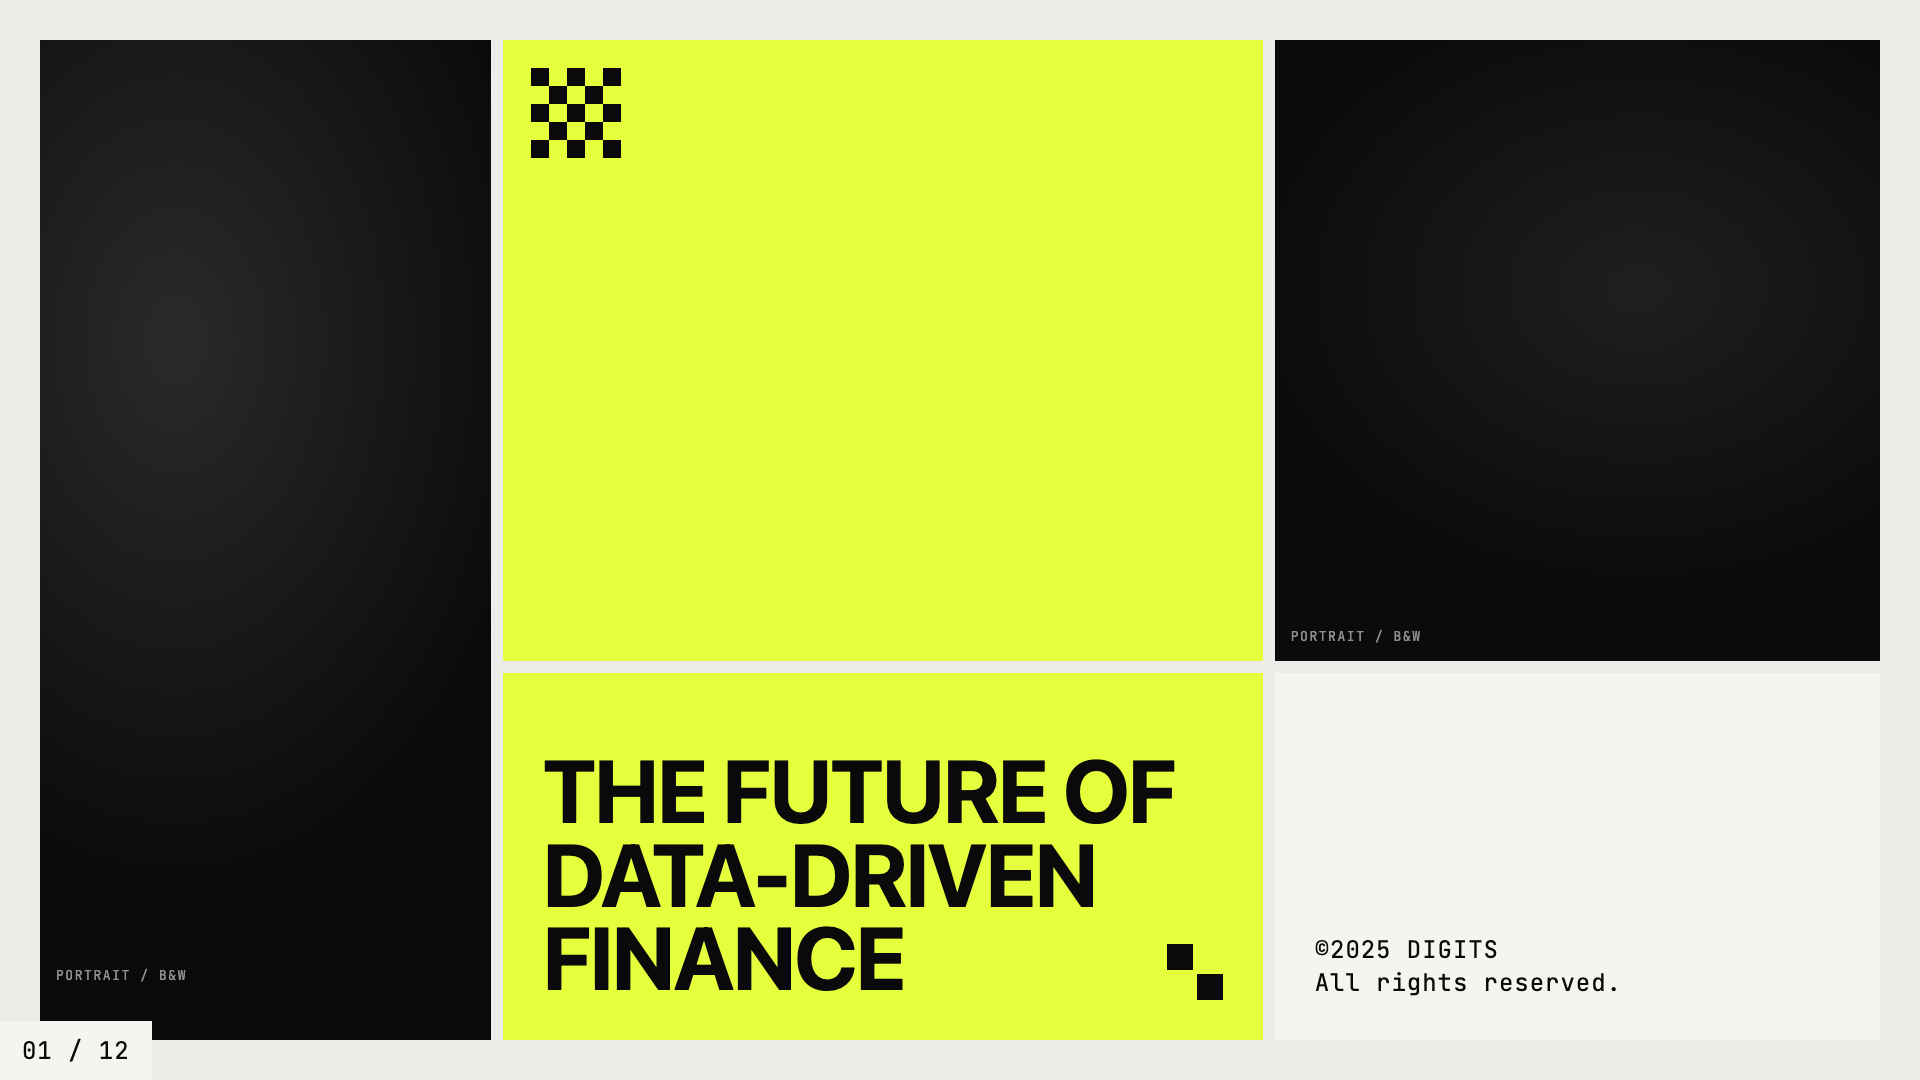 PORTRAIT / B&W
01 / 12
THE FUTURE OF
DATA-DRIVEN
FINANCE
PORTRAIT / B&W
©2025 DIGITS
All rights reserved.